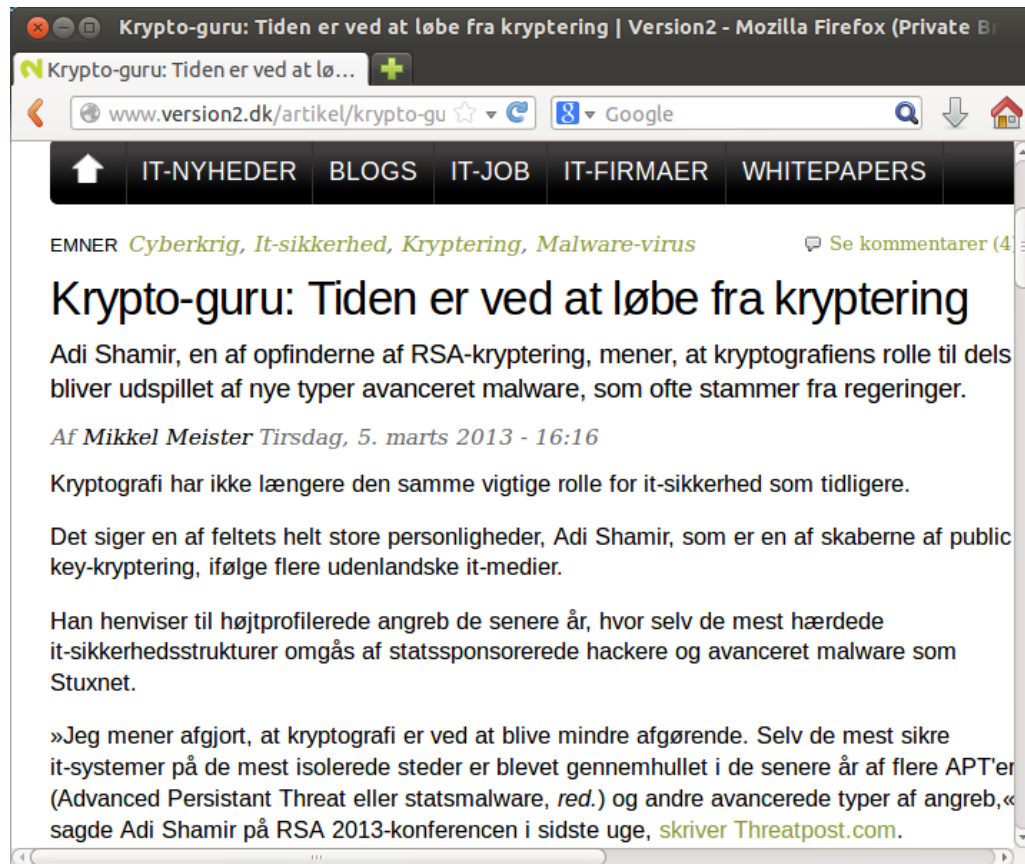 Krypto-guru: Tiden er ved at løbe fra kryptering | Version2 - Mozilla Firefox (Private Br
Krypto-guru: Tiden er ved at lø…
www.version2.dk/artikel/krypto-gu
Google
IT-NYHEDER BLOGS IT-JOB IT-FIRMAER WHITEPAPERS
EMNER Cyberkrig, It-sikkerhed, Kryptering, Malware-virus Se kommentarer (4)
Krypto-guru: Tiden er ved at løbe fra kryptering
Adi Shamir, en af opfinderne af RSA-kryptering, mener, at kryptografiens rolle til dels
bliver udspillet af nye typer avanceret malware, som ofte stammer fra regeringer.
Af Mikkel Meister Tirsdag, 5. marts 2013 - 16:16
Kryptografi har ikke længere den samme vigtige rolle for it-sikkerhed som tidligere.
Det siger en af feltets helt store personligheder, Adi Shamir, som er en af skaberne af public
key-kryptering, ifølge flere udenlandske it-medier.
Han henviser til højtprofilerede angreb de senere år, hvor selv de mest hærdede
it-sikkerhedsstrukturer omgås af statssponsorerede hackere og avanceret malware som
Stuxnet.
»Jeg mener afgjort, at kryptografi er ved at blive mindre afgørende. Selv de mest sikre
it-systemer på de mest isolerede steder er blevet gennemhullet i de senere år af flere APT'er
(Advanced Persistant Threat eller statsmalware, red.) og andre avancerede typer af angreb,«
sagde Adi Shamir på RSA 2013-konferencen i sidste uge, skriver Threatpost.com.